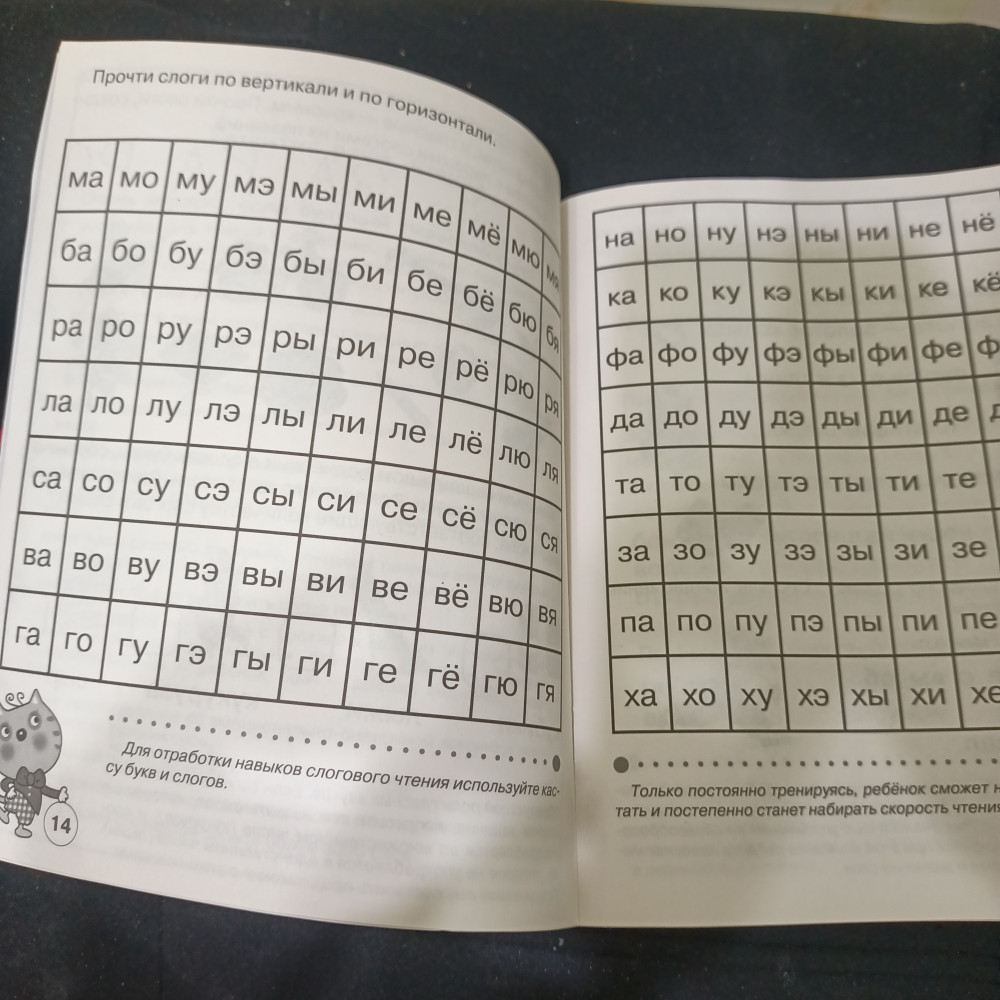 Прочти слоги по вертикали и по горизонтали.
ма мо му мэ мы ми ме мё мю мя
ба бо бу бэ бы би бе бё бю бя
ра ро ру рэ ры ри ре рё рю ря
ла ло лу лэ лы ли ле лё лю ля
са со су сэ сы си се сё сю ся
ва во ву вэ вы ви ве вё вю вя
га го гу гэ гы ги ге гё гю гя
Для отработки навыков слогового чтения используйте кас-
су букв и слогов.
14
на но ну нэ ны ни не нё
ка ко ку кэ кы ки ке кё
фа фо фу фэ фы фи фе
да до ду дэ ды ди де
та то ту тэ ты ти те
за зо зу зэ зы зи зе
па по пу пэ пы пи пе
ха хо ху хэ хы хи хе
Только постоянно тренируясь, ребёнок сможет
тать и постепенно станет набирать скорость чтения